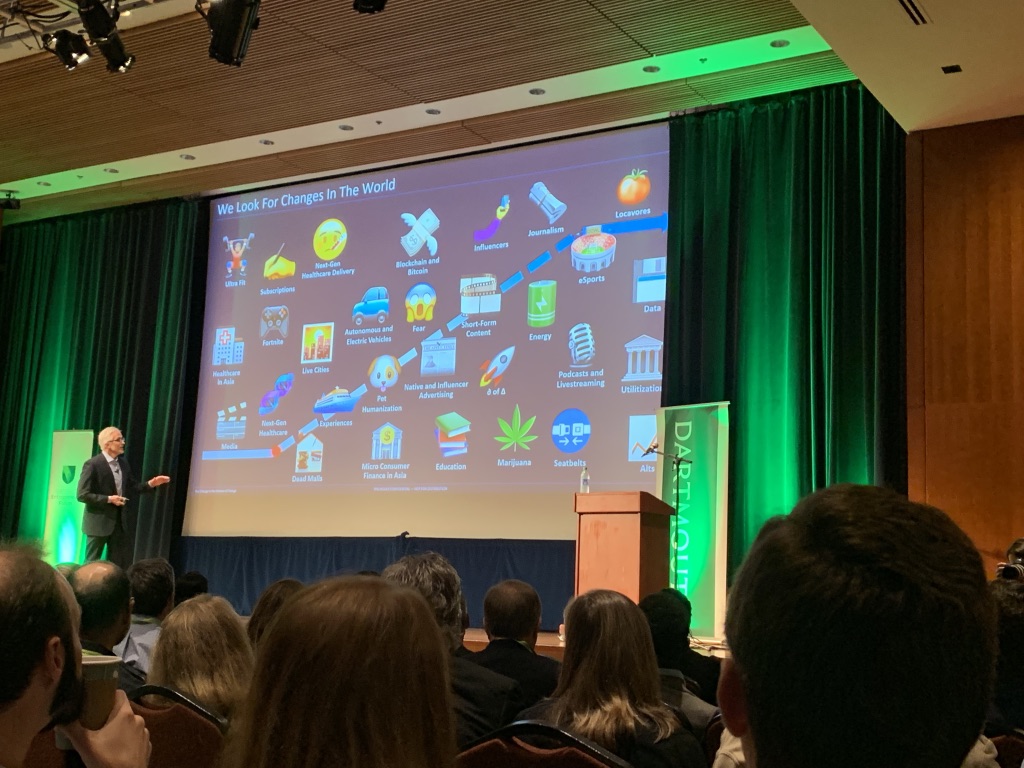 We Look For Changes In The World
Ultra Fit
Subscriptions
Next-Gen
Healthcare Delivery
Blockchain and
Bitcoin
Influencers
Journalism
Locavores
Healthcare
In Asia
Fortnite
Live Cities
Autonomous and
Electric Vehicles
Fear
Short-Form
Content
Energy
eSports
Data
Media
Next-Gen
Healthcare
Experiences
Pet
Humanization
Native and Influencer
Advertising
∂ of Δ
Podcasts and
Livestreaming
Utilization
Dead Malls
Micro Consumer
Finance in Asia
Education
Marijuana
Seatbelts
Alts
DARTMOUT